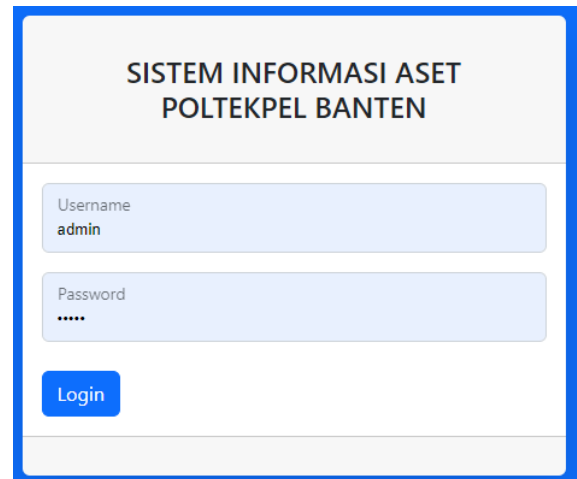 SISTEM INFORMASI ASET
POLTEKPEL BANTEN
Username
admin
Password
•••••
Login